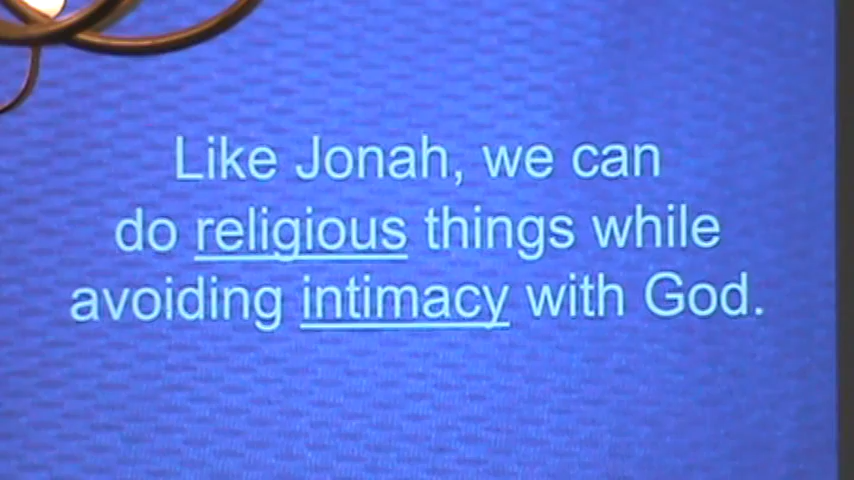 Like Jonah, we can
do religious things while
avoiding intimacy with God.